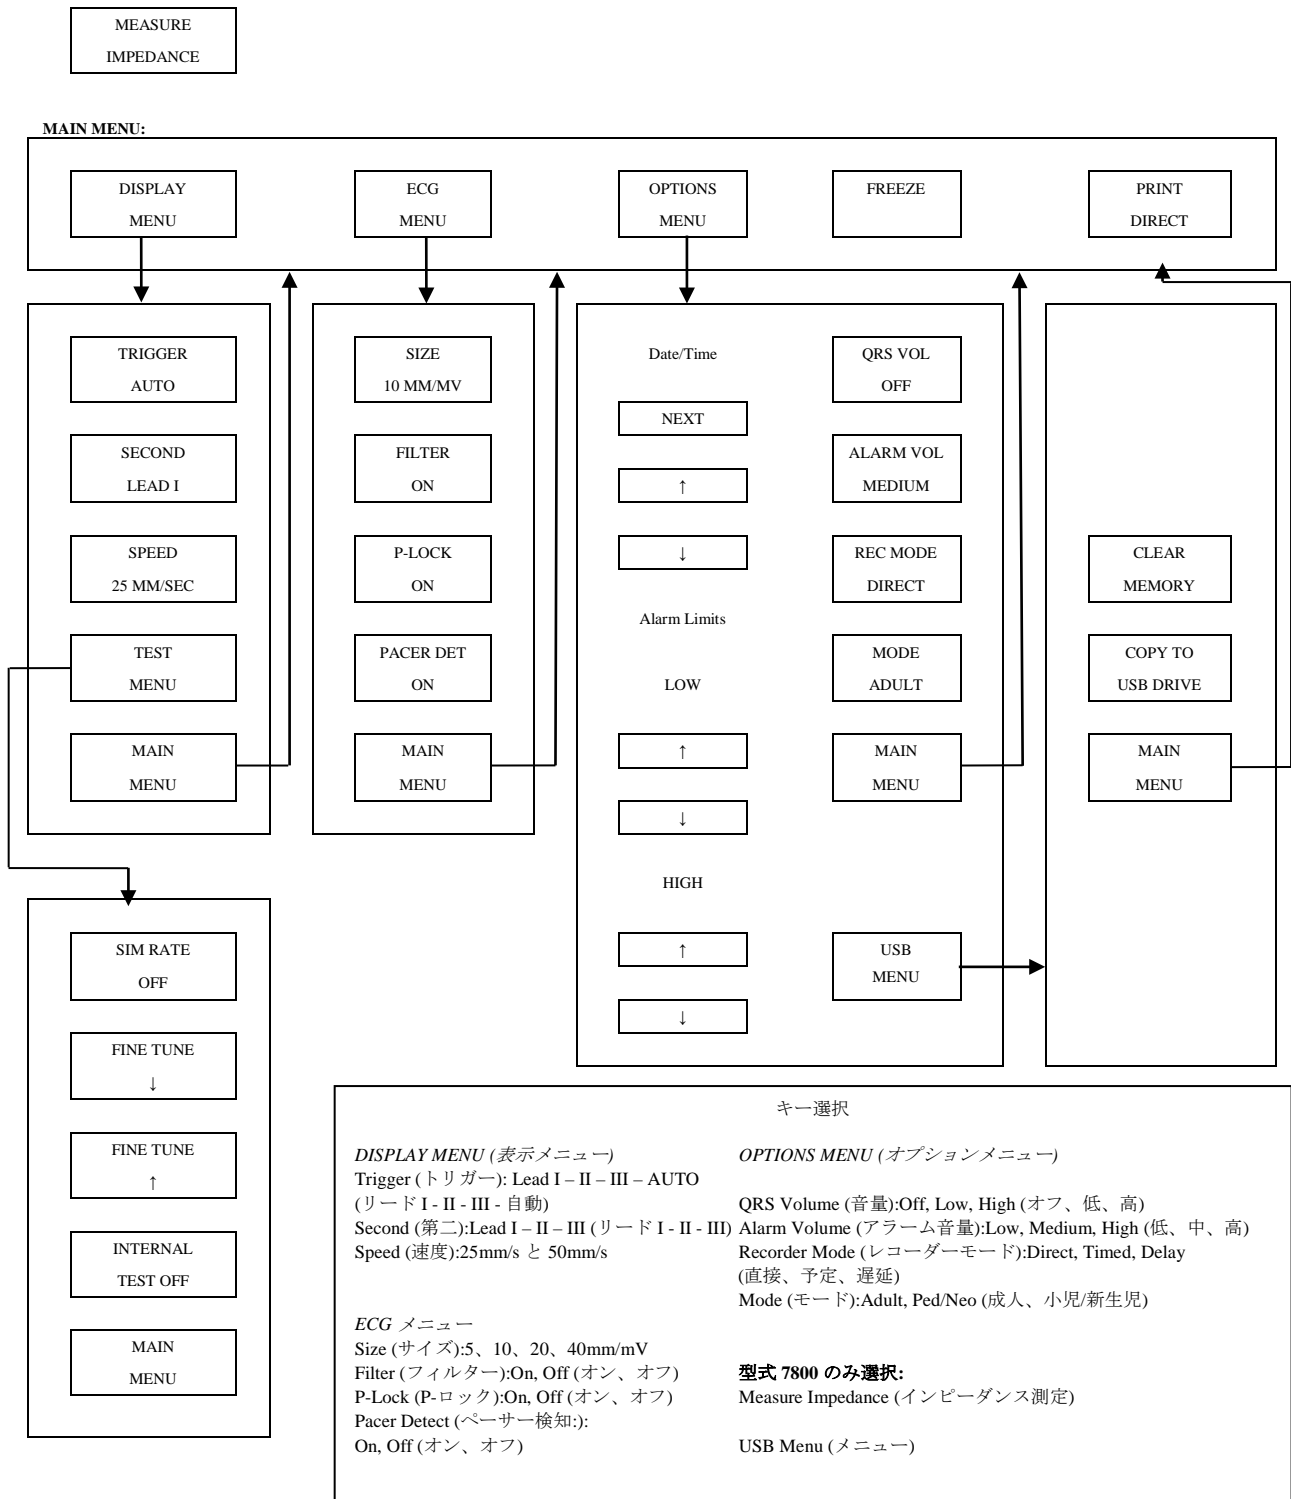 MEASURE
IMPEDANCE
MAIN MENU:
DISPLAY
MENU
ECG
MENU
OPTIONS
MENU
FREEZE
PRINT
DIRECT
TRIGGER
AUTO
SECOND
LEAD I
SPEED
25 MM/SEC
TEST
MENU
MAIN
MENU
SIZE
10 MM/MV
FILTER
ON
P-LOCK
ON
PACER DET
ON
MAIN
MENU
Date/Time
NEXT
↑
↓
Alarm Limits
LOW
↑
↓
HIGH
↑
↓
QRS VOL
OFF
ALARM VOL
MEDIUM
REC MODE
DIRECT
MODE
ADULT
MAIN
MENU
USB
MENU
CLEAR
MEMORY
COPY TO
USB DRIVE
MAIN
MENU
SIM RATE
OFF
FINE TUNE
↓
FINE TUNE
↑
INTERNAL
TEST OFF
MAIN
MENU
キー選択
DISPLAY MENU (表示メニュー)
Trigger (トリガー): Lead I – II – III – AUTO
(リード I - II - III - 自動)
Second (第二):Lead I – II – III (リード I - II - III)
Speed (速度):25mm/s と 50mm/s
ECG メニュー
Size (サイズ):5、10、20、40mm/mV
Filter (フィルター):On, Off (オン、オフ)
P-Lock (P-ロック):On, Off (オン、オフ)
Pacer Detect (ペーサー検知:):
On, Off (オン、オフ)
OPTIONS MENU (オプションメニュー)
QRS Volume (音量):Off, Low, High (オフ、低、高)
Alarm Volume (アラーム音量):Low, Medium, High (低、中、高)
Recorder Mode (レコーダーモード):Direct, Timed, Delay
(直接、予定、遅延)
Mode (モード):Adult, Ped/Neo (成人、小児/新生児)
型式 7800 のみ選択:
Measure Impedance (インピーダンス測定)
USB Menu (メニュー)